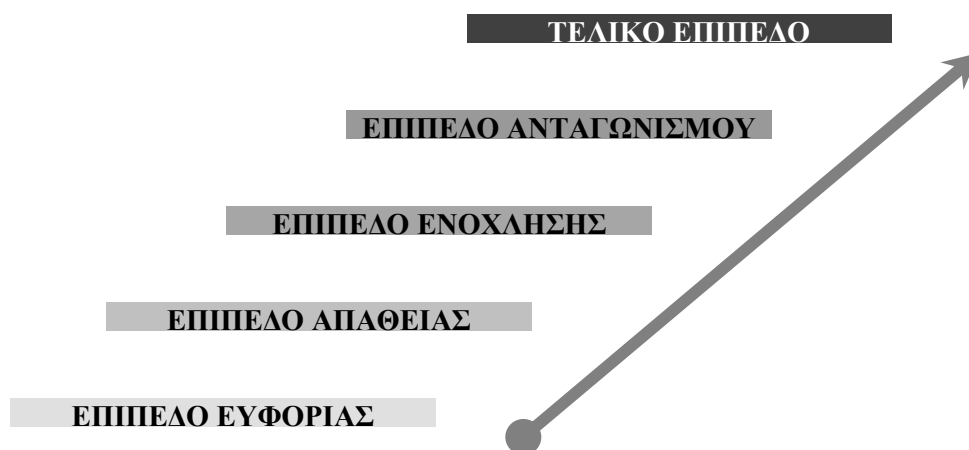 ΤΕΛΙΚΟ ΕΠΙΠΕΔΟ
ΕΠΙΠΕΔΟ ΑΝΤΑΓΩΝΙΣΜΟΥ
ΕΠΙΠΕΔΟ ΕΝΟΧΛΗΣΗΣ
ΕΠΙΠΕΔΟ ΑΠΑΘΕΙΑΣ
ΕΠΙΠΕΔΟ ΕΥΦΟΡΙΑΣ